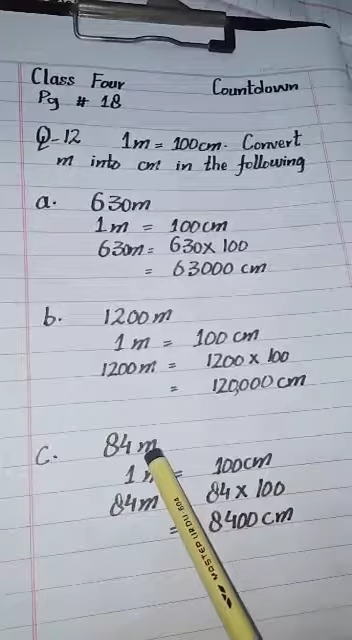 Class Four Countdown
Pg # 18
Q-12 1m = 100cm. Convert
m into cm in the following
a. 630m
1m = 100cm
630m = 630x 100
= 63000 cm
b. 1200m
1m = 100 cm
1200m = 1200 x 100
= 120,000 cm
C. 84m
1m = 100cm
84m 84 x 100
= 8400 cm